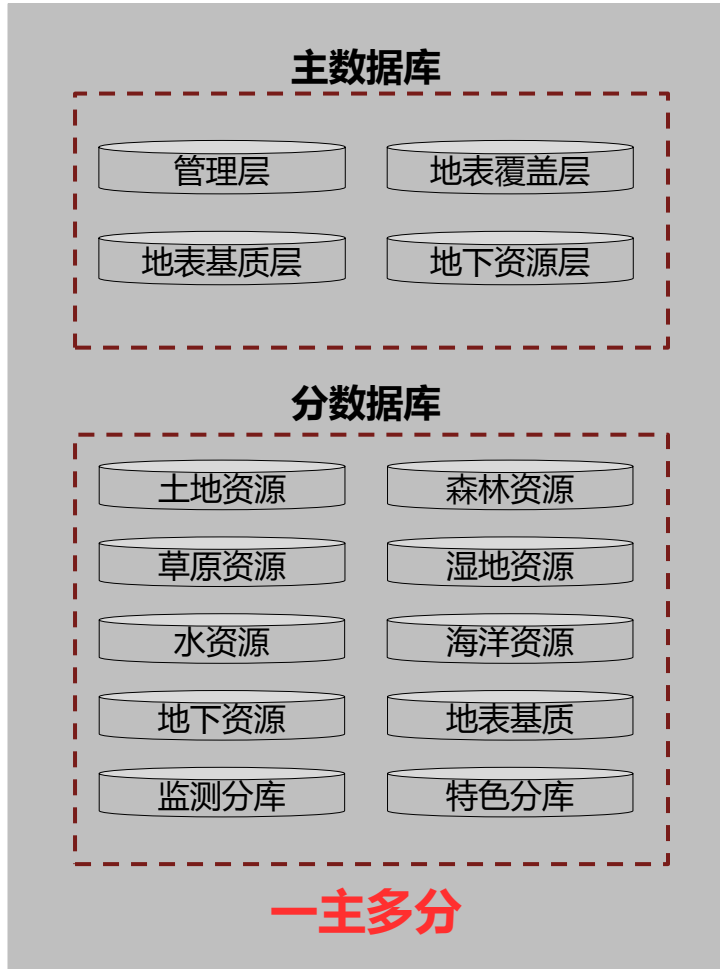 主数据库
管理层 地表覆盖层
地表基质层 地下资源层
分数据库
土地资源 森林资源
草原资源 湿地资源
水资源 海洋资源
地下资源 地表基质
监测分库 特色分库
一主多分